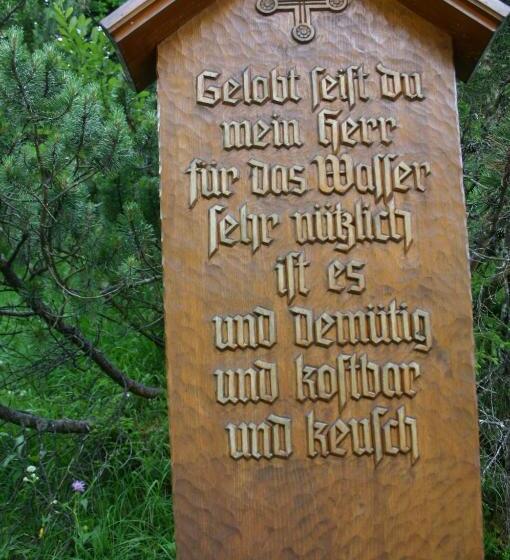 Gelobt seist du
mein Herr
für das Wasser
sehr nützlich
ist es
und demütig
und kostbar
und keusch